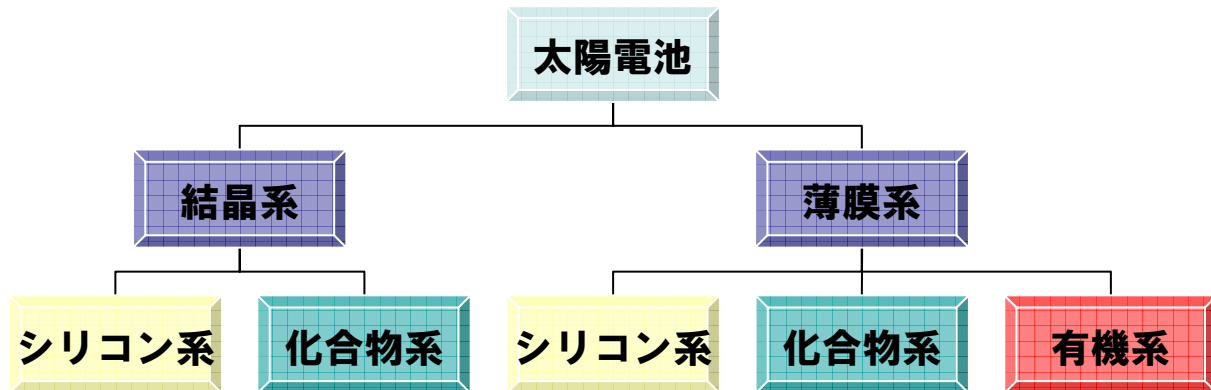 太陽電池
結晶系
薄膜系
シリコン系
化合物系
シリコン系
化合物系
有機系